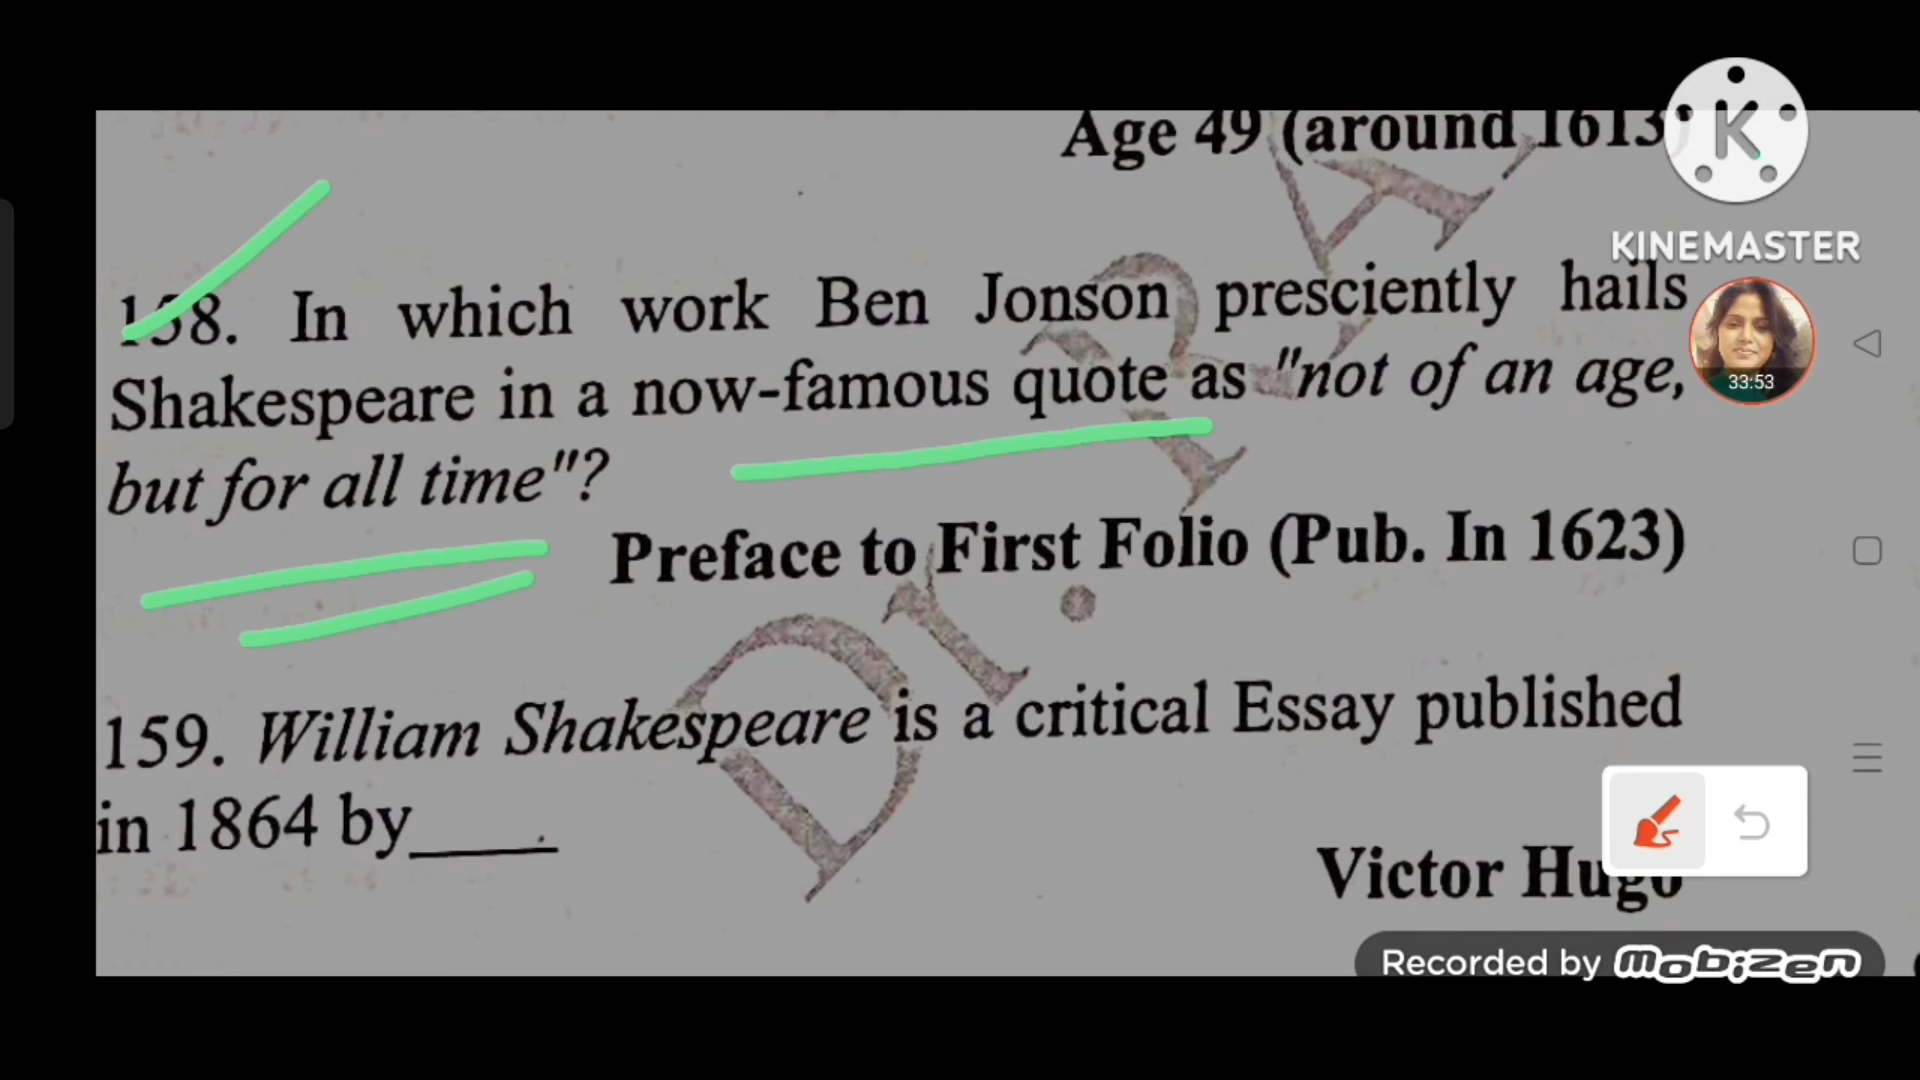 Age 49 (around 1613)
KINEMASTER
158. In which work Ben Jonson presciently hails
Shakespeare in a now-famous quote as "not of an age,
but for all time"?
33:53
Preface to First Folio (Pub. In 1623)
Dr.
159. William Shakespeare is a critical Essay published
in 1864 by____.
Victor Hugo
Recorded by mobizen